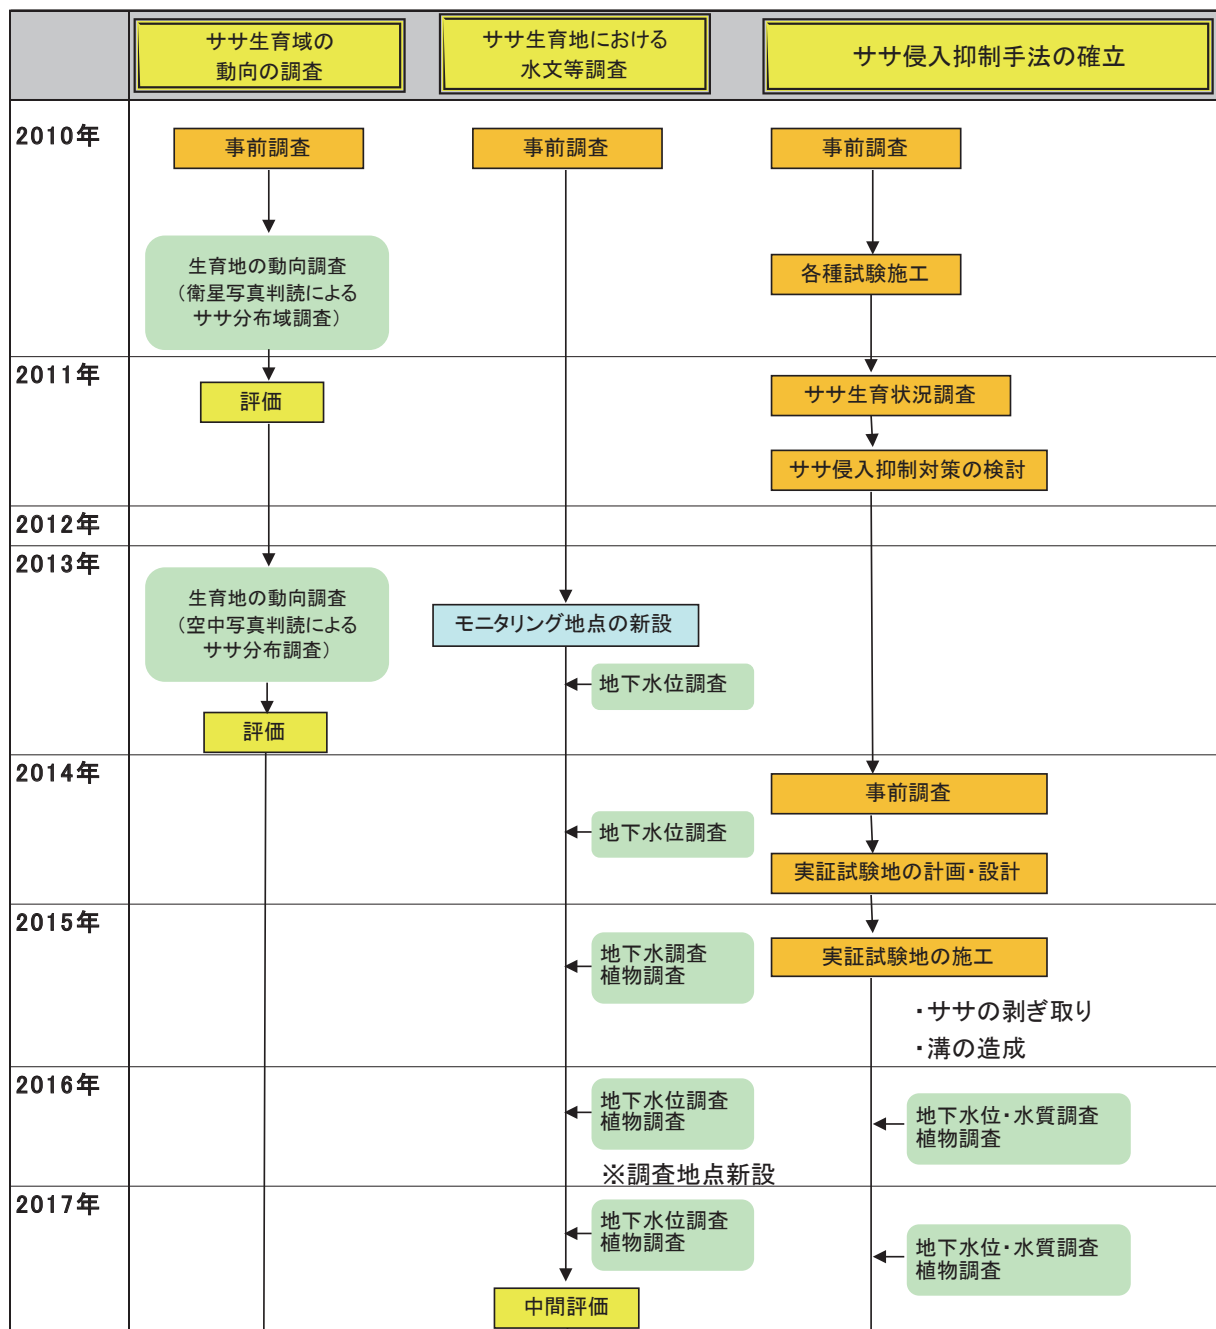 ササ生育域の
動向の調査
ササ生育地における
水文等調査
ササ侵入抑制手法の確立
2010年
事前調査
事前調査
事前調査
生育地の動向調査
(衛星写真判読による
ササ分布域調査)
各種試験施工
2011年
評価
ササ生育状況調査
ササ侵入抑制対策の検討
2012年
2013年
生育地の動向調査
(空中写真判読による
ササ分布調査)
モニタリング地点の新設
地下水位調査
評価
2014年
事前調査
地下水位調査
実証試験地の計画・設計
2015年
地下水調査
植物調査
実証試験地の施工
・ササの剥ぎ取り
・溝の造成
2016年
地下水位調査
植物調査
地下水位・水質調査
植物調査
※調査地点新設
2017年
地下水位調査
植物調査
地下水位・水質調査
植物調査
中間評価